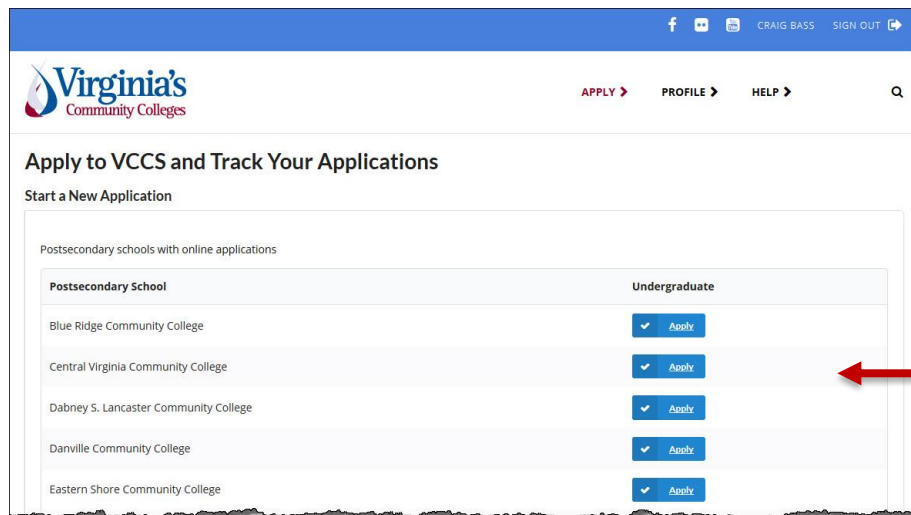 CRAIG BASS SIGN OUT
Virginia's
Community Colleges
APPLY PROFILE HELP
Apply to VCCS and Track Your Applications
Start a New Application
Postsecondary schools with online applications
Postsecondary School Undergraduate
Blue Ridge Community College Apply
Central Virginia Community College Apply
Dabney S. Lancaster Community College Apply
Danville Community College Apply
Eastern Shore Community College Apply